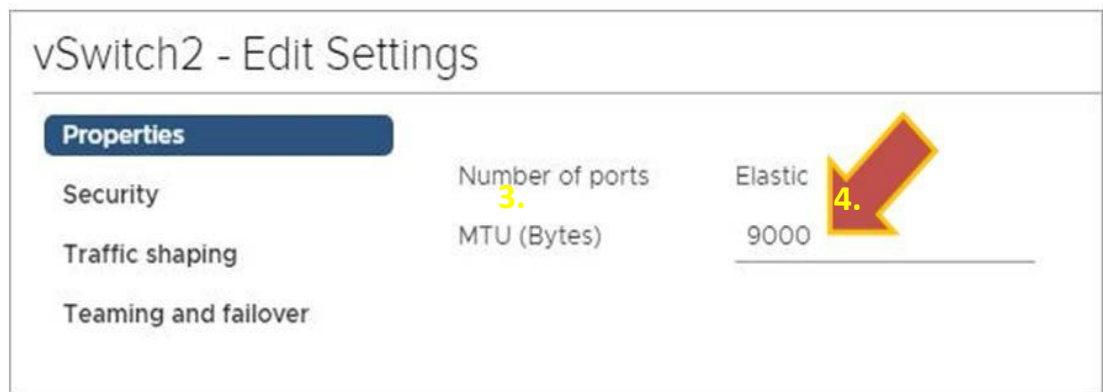 vSwitch2 - Edit Settings
Properties
Security
Traffic shaping
Teaming and failover
Number of ports Elastic
3.
4.
MTU (Bytes) 9000